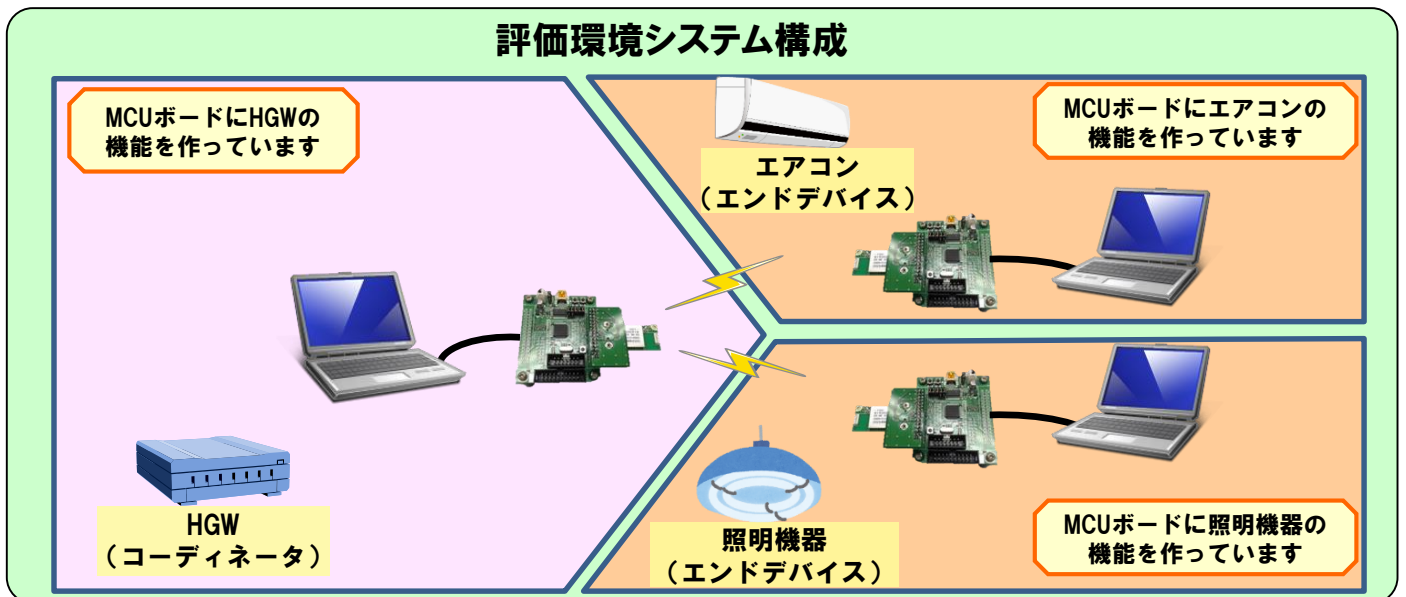 評価環境システム構成
MCUボードにHGWの
機能を作っています
HGW
（コーディネータ）
エアコン
（エンドデバイス）
MCUボードにエアコンの
機能を作っています
照明機器
（エンドデバイス）
MCUボードに照明機器の
機能を作っています